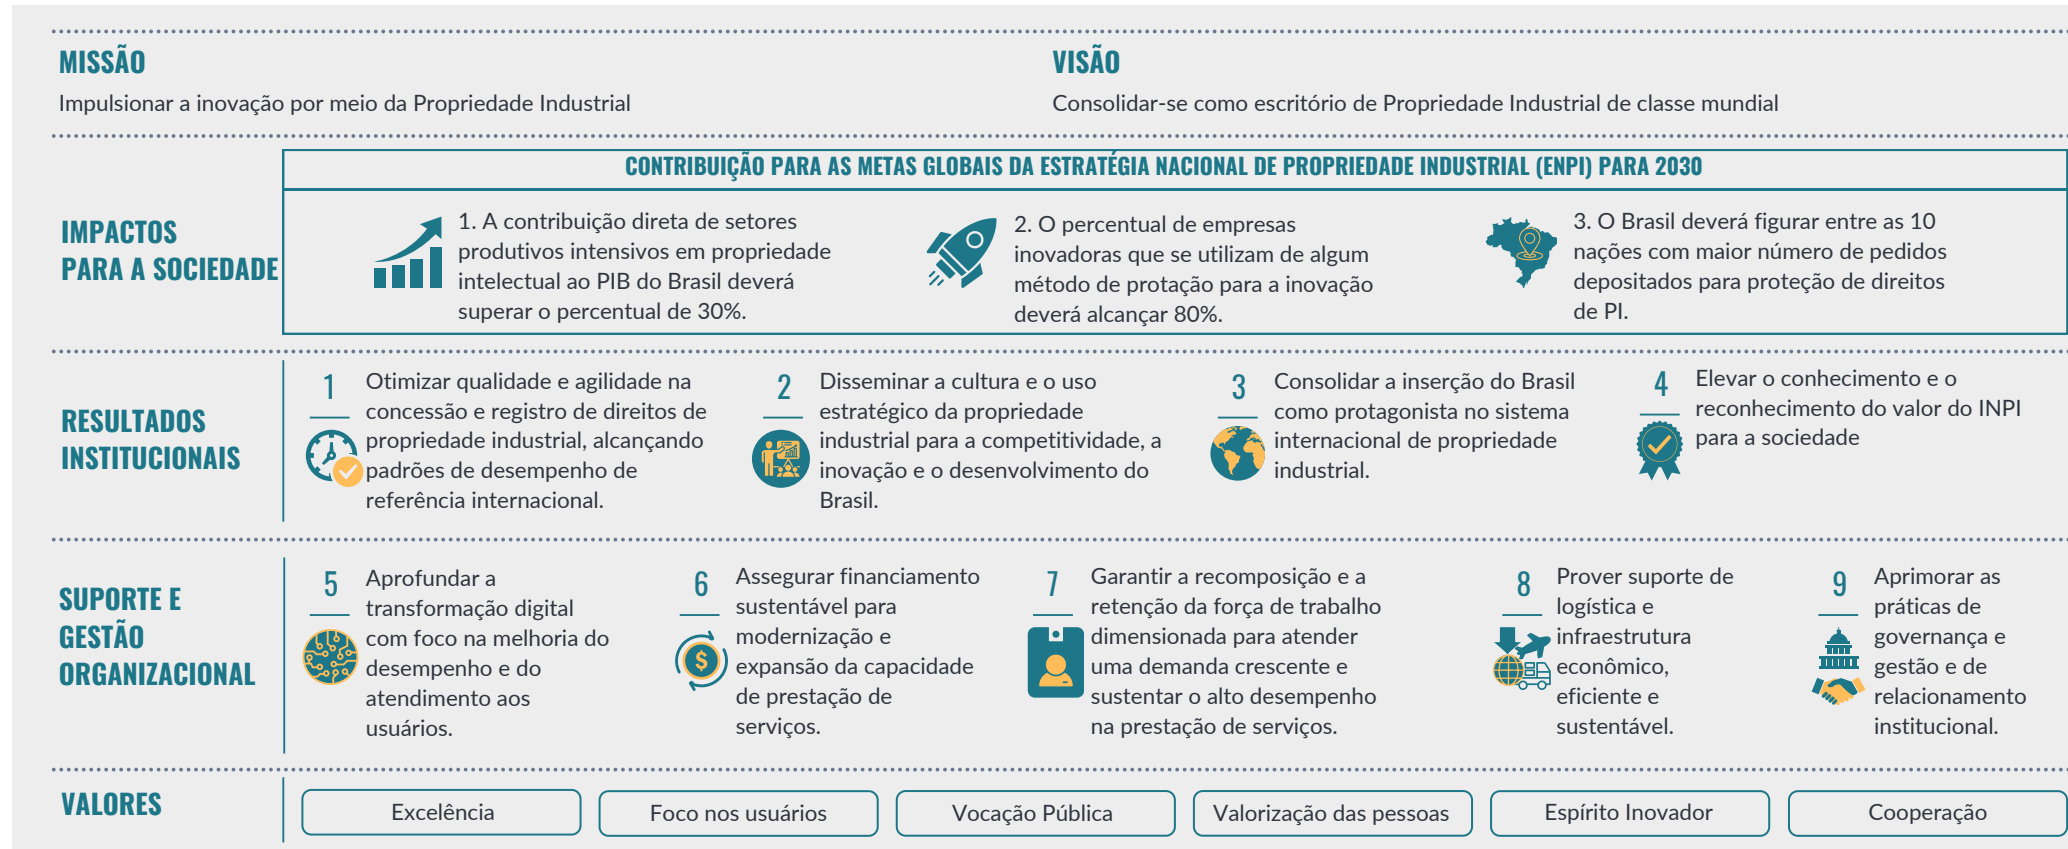 MISSÃO
Impulsionar a inovação por meio da Propriedade Industrial
VISÃO
Consolidar-se como escritório de Propriedade Industrial de classe mundial
IMPACTOS
PARA A SOCIEDADE
CONTRIBUIÇÃO PARA AS METAS GLOBAIS DA ESTRATÉGIA NACIONAL DE PROPRIEDADE INDUSTRIAL (ENPI) PARA 2030
1. A contribuição direta de setores
produtivos intensivos em propriedade
intelectual ao PIB do Brasil deverá
superar o percentual de 30%.
2. O percentual de empresas
inovadoras que se utilizam de algum
método de protação para a inovação
deverá alcançar 80%.
3. O Brasil deverá figurar entre as 10
nações com maior número de pedidos
depositados para proteção de direitos
de PI.
RESULTADOS
INSTITUCIONAIS
1
Otimizar qualidade e agilidade na
concessão e registro de direitos de
propriedade industrial, alcançando
padrões de desempenho de
referência internacional.
2
Disseminar a cultura e o uso
estratégico da propriedade
industrial para a competitividade, a
inovação e o desenvolvimento do
Brasil.
3
Consolidar a inserção do Brasil
como protagonista no sistema
internacional de propriedade
industrial.
4
Elevar o conhecimento e o
reconhecimento do valor do INPI
para a sociedade
SUPORTE E
GESTÃO
ORGANIZACIONAL
5
Aprofundar a
transformação digital
com foco na melhoria do
desempenho e do
atendimento aos
usuários.
6
$
Assegurar financiamento
sustentável para
modernização e
expansão da capacidade
de prestação de
serviços.
7
Garantir a recomposição e a
retenção da força de trabalho
dimensionada para atender
uma demanda crescente e
sustentar o alto desempenho
na prestação de serviços.
8
Prover suporte de
logística e
infraestrutura
econômico,
eficiente e
sustentável.
9
Aprimorar as
práticas de
governança e
gestão e de
relacionamento
institucional.
VALORES
Excelência
Foco nos usuários
Vocação Pública
Valorização das pessoas
Espírito Inovador
Cooperação